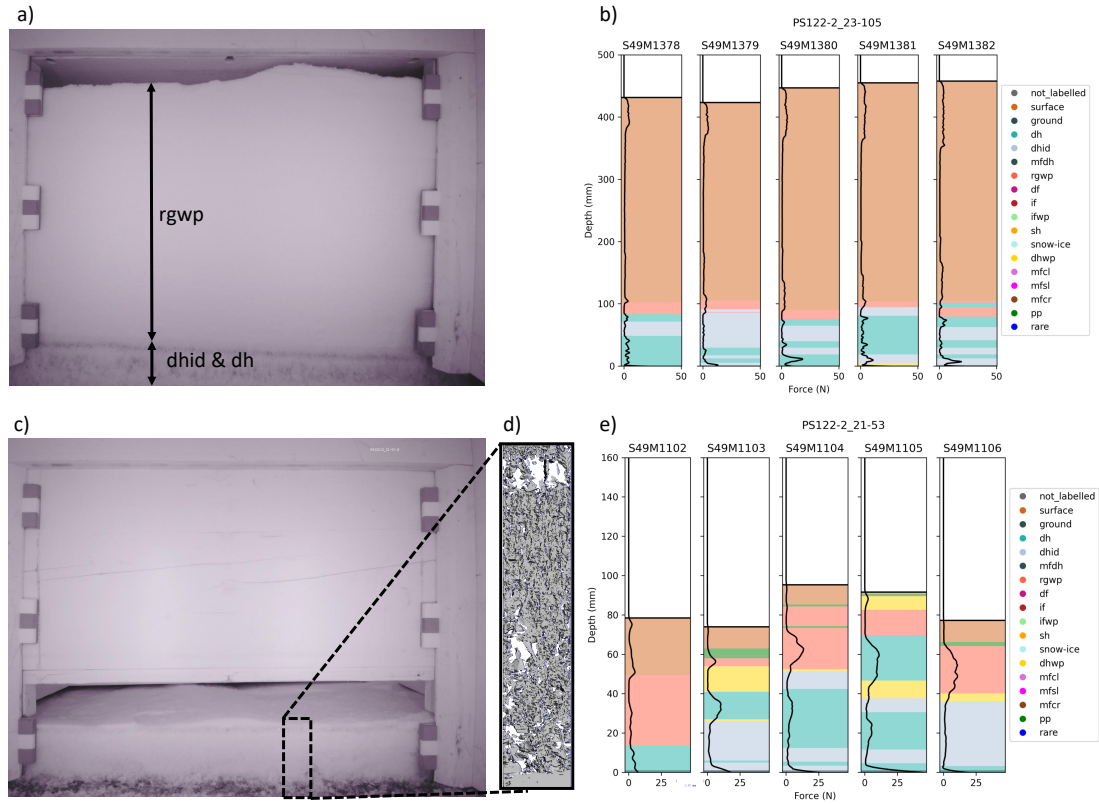 a)
rgwp
dhid & dh
b)
PS122-2_23-105
S49M1378 S49M1379 S49M1380 S49M1381 S49M1382
500
400
300
200
100
0
Depth (mm)
0 50 0 50 0 50 0 50 0 50
Force (N)
not_labelled
surface
ground
dh
dhid
mfdh
rgwp
df
if
ifwp
sh
snow-ice
dhwp
mfcl
mfsl
mfcr
pp
rare
c)
d)
e)
PS122-2_21-53
S49M1102 S49M1103 S49M1104 S49M1105 S49M1106
160
140
120
100
80
60
40
20
0
Depth (mm)
0 25 0 25 0 25 0 25 0 25
Force (N)
not_labelled
surface
ground
dh
dhid
mfdh
rgwp
df
if
ifwp
sh
snow-ice
dhwp
mfcl
mfsl
mfcr
pp
rare